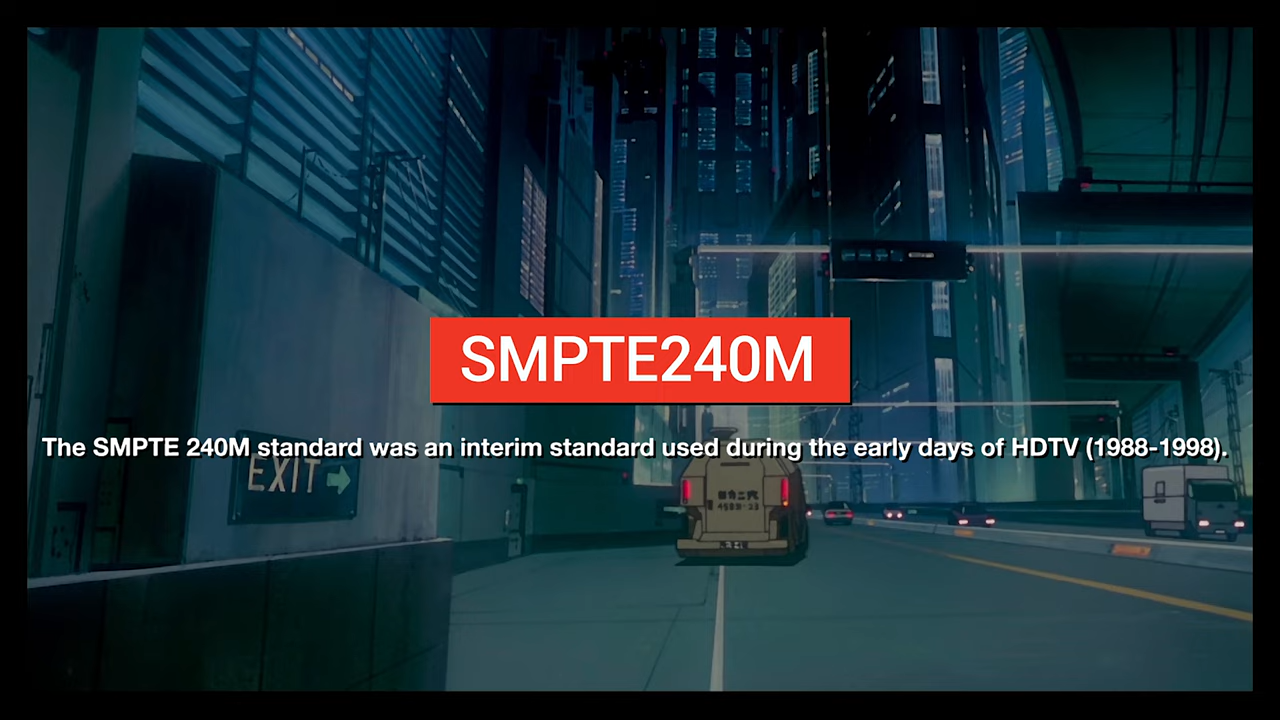 SMPTE240M
The SMPTE 240M standard was an interim standard used during the early days of HDTV (1988-1998).
EXIT